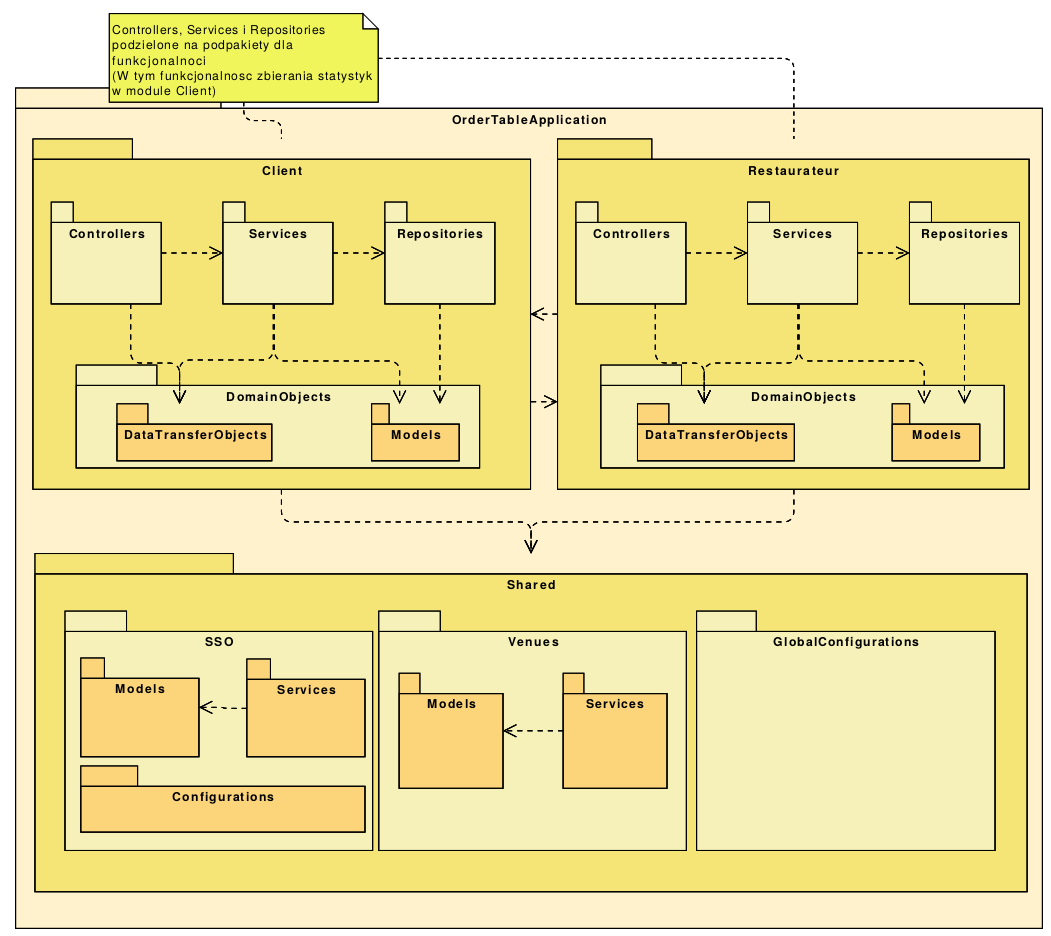 Controllers, Services i Repositories
podzielone na podpakiety dla
funkcjonalnoci
(W tym funkcjonalnosc zbierania statystyk
w module Client)
OrderTableApplication
Client
Restaurateur
Controllers
Services
Repositories
Controllers
Services
Repositories
DomainObjects
DomainObjects
DataTransferObjects
Models
DataTransferObjects
Models
Shared
SSO
Venues
GlobalConfigurations
Models
Services
Models
Services
Configurations